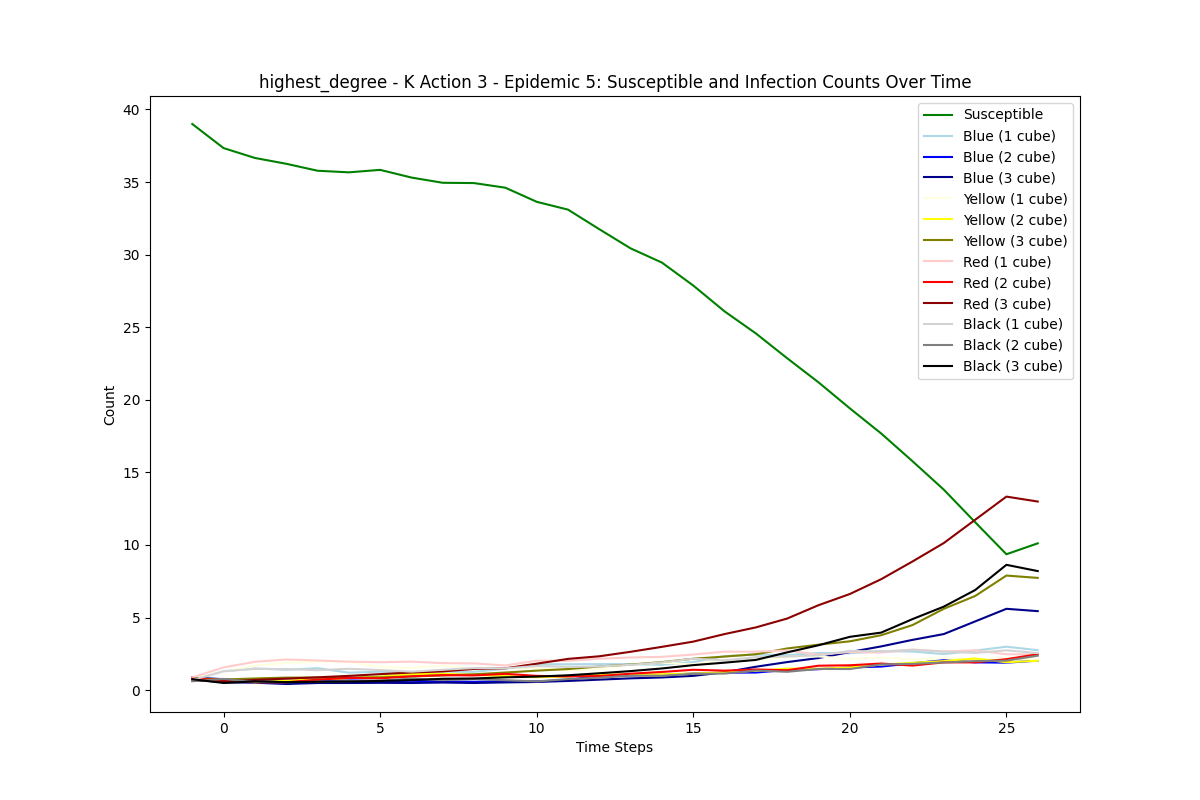 highest_degree - K Action 3 - Epidemic 5: Susceptible and Infection Counts Over Time
40
35
30
25
20
15
10
5
0
Count
Susceptible
Blue (1 cube)
Blue (2 cube)
Blue (3 cube)
Yellow (1 cube)
Yellow (2 cube)
Yellow (3 cube)
Red (1 cube)
Red (2 cube)
Red (3 cube)
Black (1 cube)
Black (2 cube)
Black (3 cube)
0 5 10 15 20 25
Time Steps